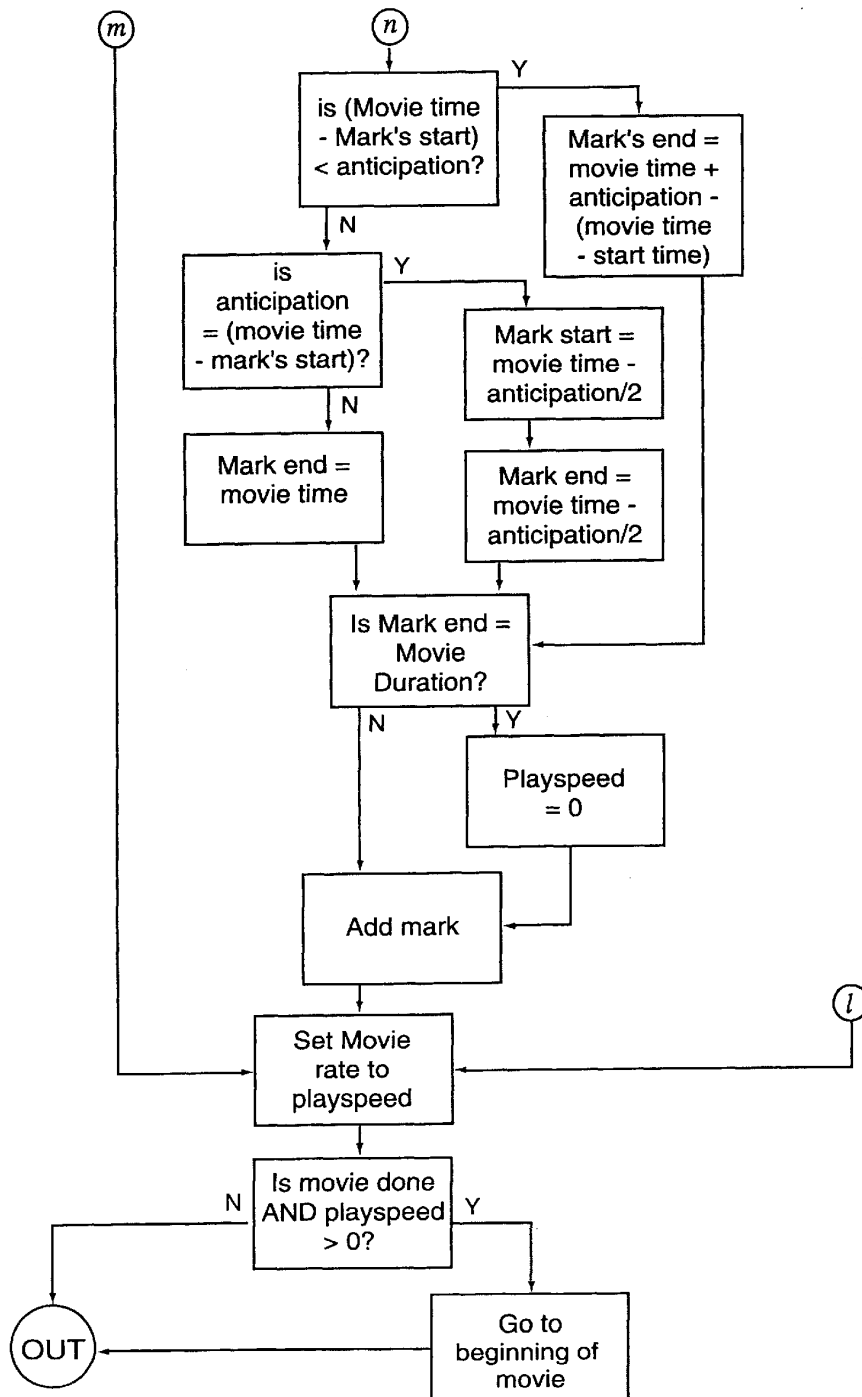 m
n
Y
is (Movie time
- Mark's start)
< anticipation?
Mark's end =
movie time +
anticipation -
(movie time
- start time)
N
is
anticipation
= (movie time
- mark's start)?
Y
Mark start =
movie time -
anticipation/2
N
Mark end =
movie time
Mark end =
movie time -
anticipation/2
Is Mark end =
Movie
Duration?
N
Y
Playspeed
= 0
Add mark
l
Set Movie
rate to
playspeed
Is movie done
AND playspeed
> 0?
N
Y
OUT
Go to
beginning of
movie